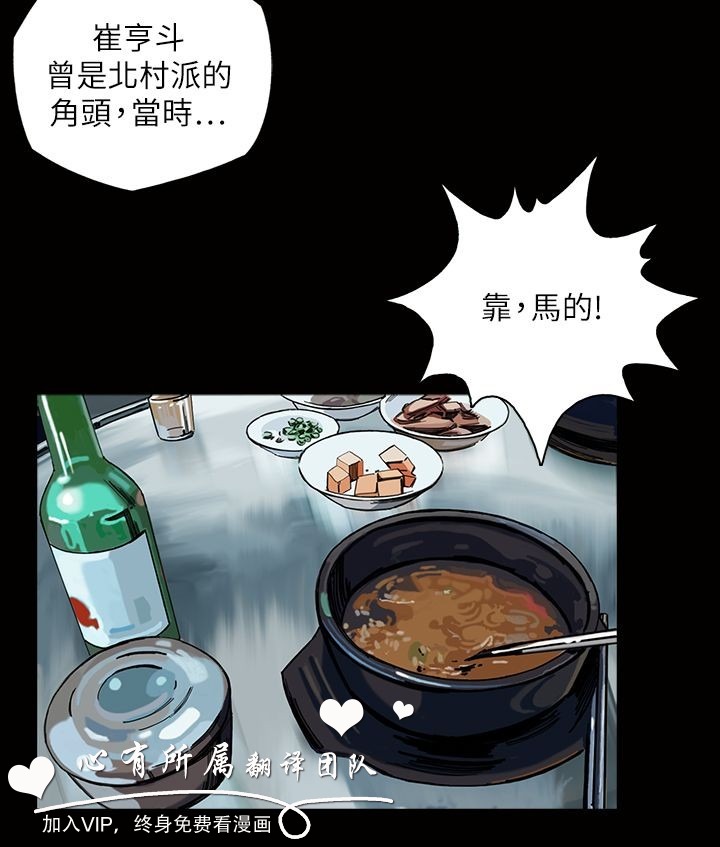 崔亨斗
曾是北村派的
角頭，當時...
靠，馬的!
心有所属翻译团队
加入VIP，终身免费看漫画